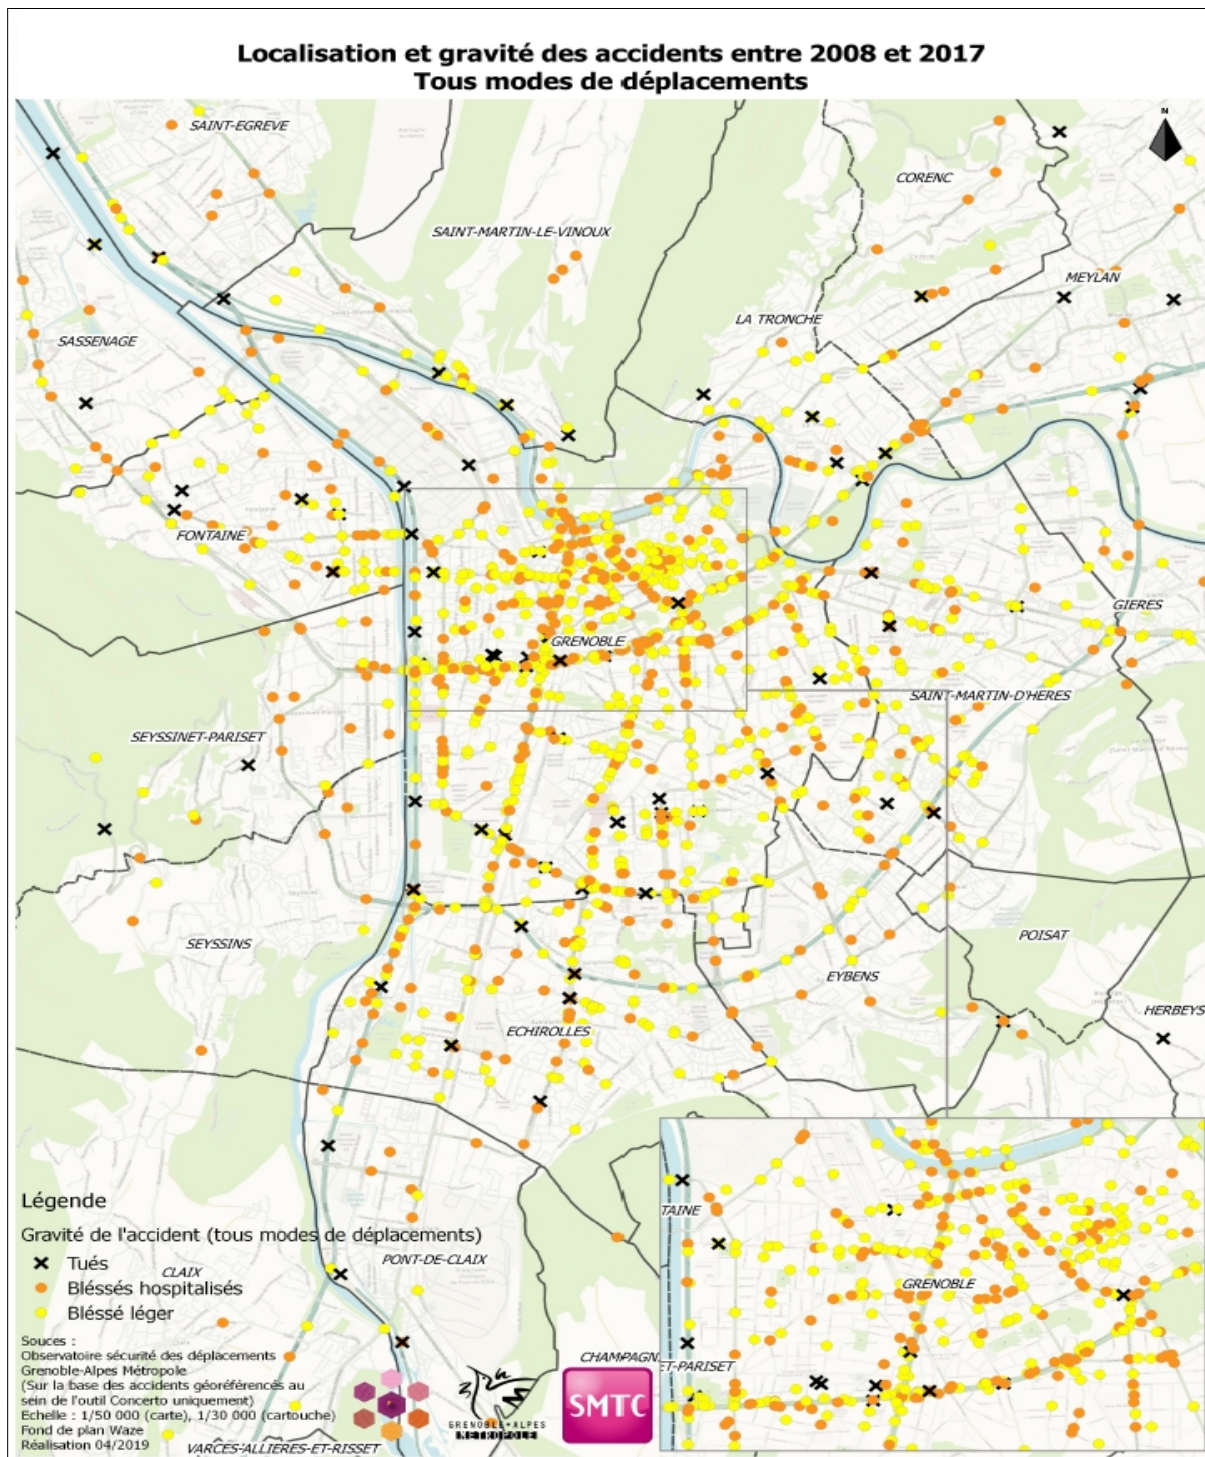 Localisation et gravité des accidents entre 2008 et 2017
Tous modes de déplacements
N
SAINT-EGREVE
CORENC
SAINT-MARTIN-LE-VINOUX
MEYLAN
LA TRONCHE
SASSENAGE
FONTAINE
GIERES
GRENOBLE
SAINT-MARTIN-D'HERES
SEYSSINET-PARISET
SEYSSINS
POISAT
EYBENS
HERBEYS
ECHIROLLES
Légende
Gravité de l'accident (tous modes de déplacements)
Tués
Bléssés hospitalisés
Bléssé léger
CLAIX
PONT-DE-CLAIX
TAINE
GRENOBLE
ET-PARISET
CHAMPAGN
Souces :
Observatoire sécurité des déplacements
Grenoble-Alpes Métropole
(Sur la base des accidents géoréférencés au
sein de l'outil Concerto uniquement)
Echelle : 1/50 000 (carte), 1/30 000 (cartouche)
Fond de plan Waze
Réalisation 04/2019
VARCES-ALLIERES-ET-RISSET
GRENOBLE-ALPES
METROPOLE
SMTC